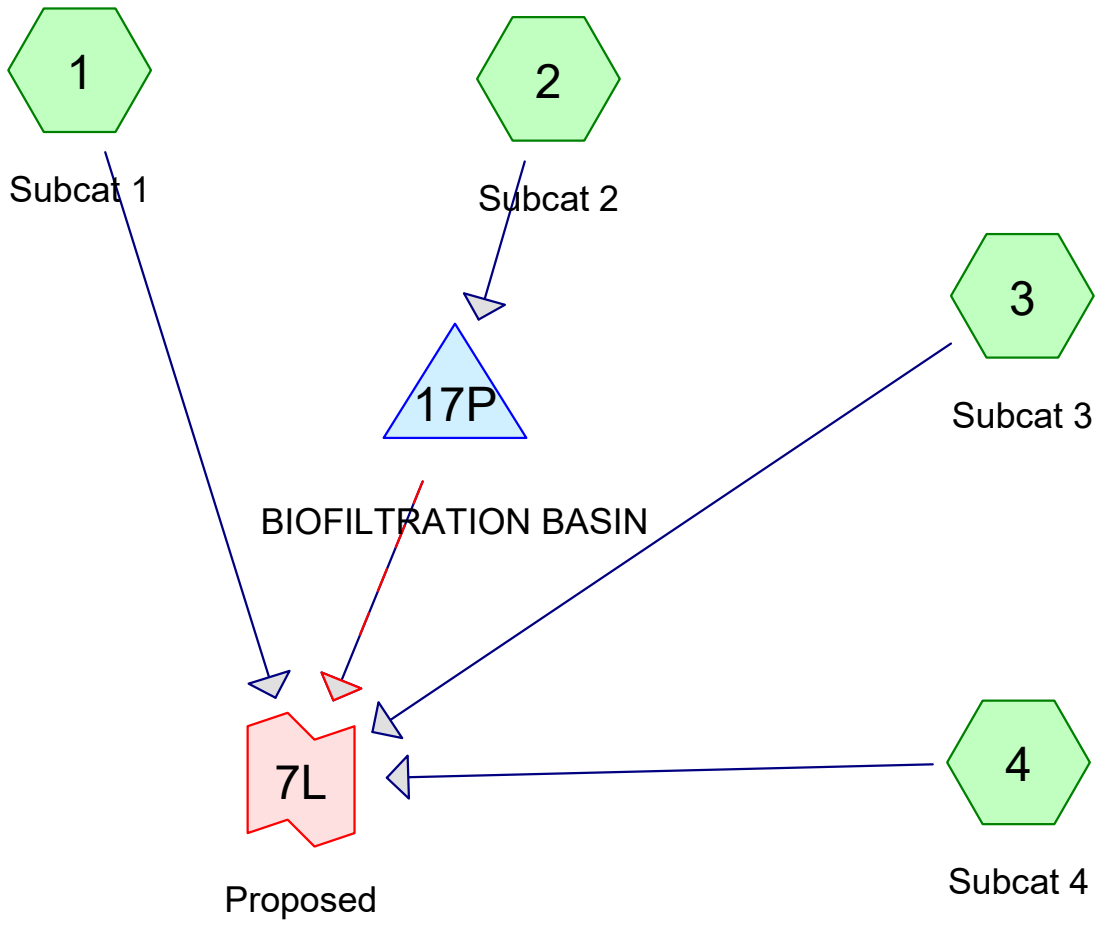 1
Subcat 1
2
Subcat 2
3
Subcat 3
17P
BIOFILTRATION BASIN
7L
Proposed
4
Subcat 4